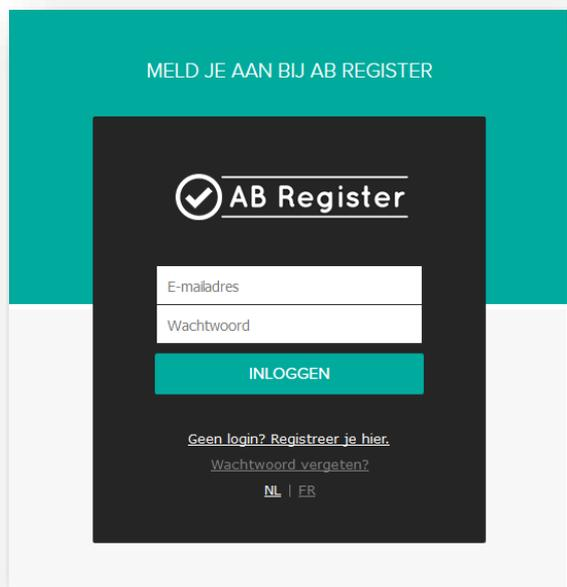 MELD JE AAN BIJ AB REGISTER
AB Register
E-mailadres
Wachtwoord
INLOGGEN
Geen login? Registreer je hier.
Wachtwoord vergeten?
NL | FR